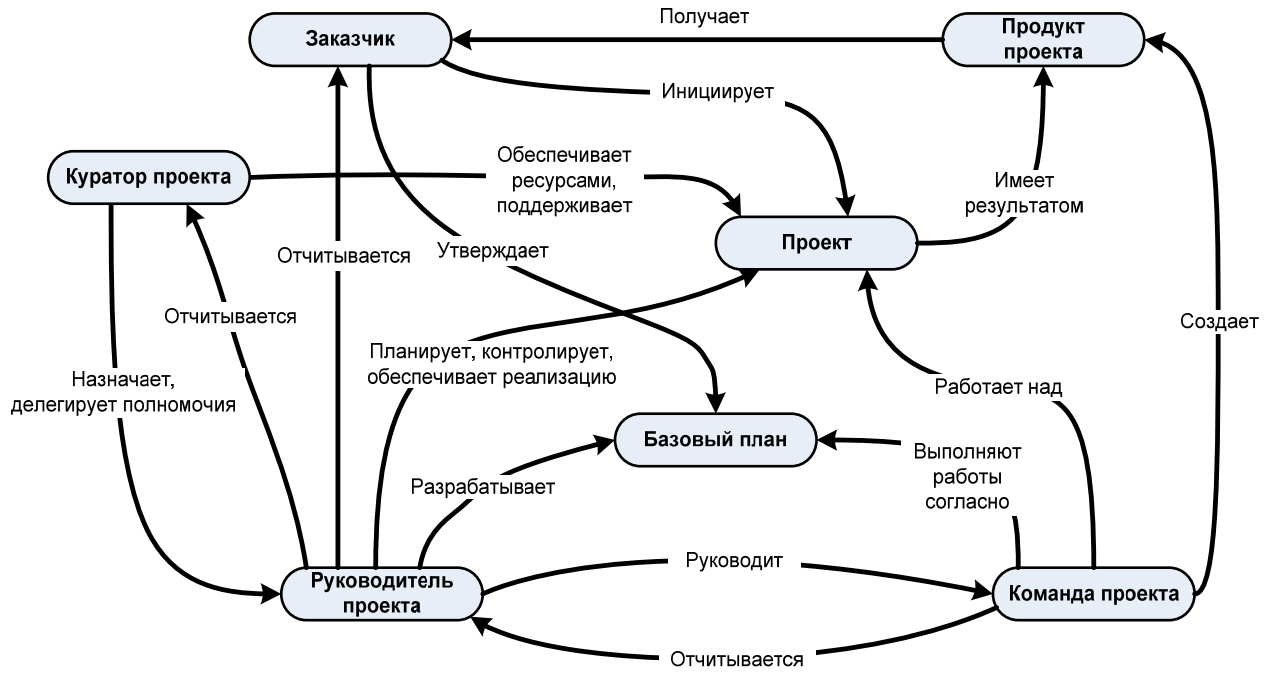 Получает
Заказчик
Продукт
проекта
Инициирует
Обеспечивает
ресурсами,
поддерживает
Куратор проекта
Имеет
результатом
Проект
Отчитывается
Утверждает
Отчитывается
Создает
Планирует, контролирует,
обеспечивает реализацию
Назначает,
делегирует полномочия
Работает над
Базовый план
Выполняют
работы
согласно
Разрабатывает
Руководит
Руководитель
проекта
Команда проекта
Отчитывается